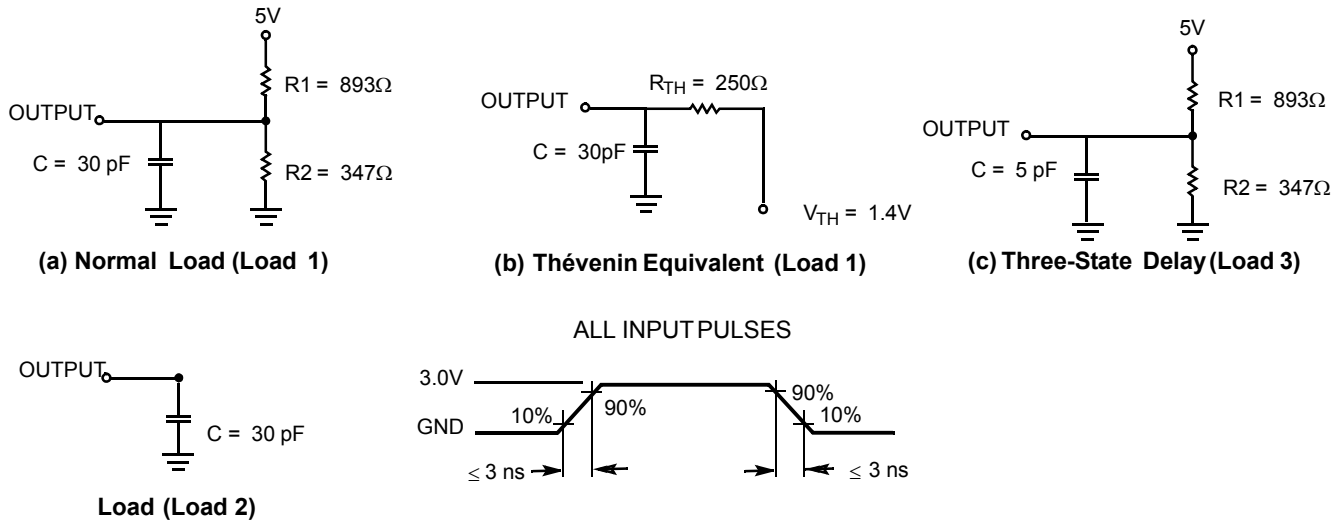 5V
R1 = 893Ω
OUTPUT
C = 30 pF
R2 = 347Ω
(a) Normal Load (Load 1)
R_TH = 250Ω
OUTPUT
C = 30pF
V_TH = 1.4V
(b) Thévenin Equivalent (Load 1)
5V
R1 = 893Ω
OUTPUT
C = 5 pF
R2 = 347Ω
(c) Three-State Delay (Load 3)
OUTPUT
C = 30 pF
Load (Load 2)
ALL INPUT PULSES
3.0V
90%
90%
10%
10%
GND
≤ 3 ns
≤ 3 ns